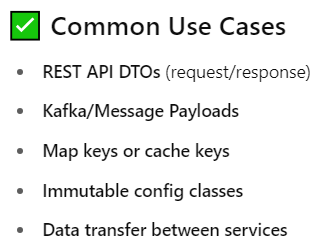 Common Use Cases
REST API DTOs (request/response)
Kafka/Message Payloads
Map keys or cache keys
Immutable config classes
Data transfer between services